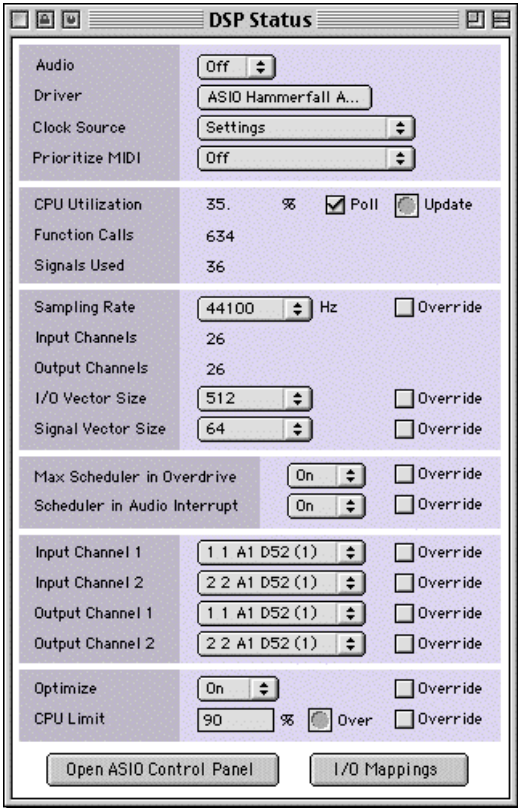 DSP Status
Audio Off
Driver ASIO Hammerfall A...
Clock Source Settings
Prioritize MIDI Off
CPU Utilization 35. % Poll Update
Function Calls 634
Signals Used 36
Sampling Rate 44100 Hz Override
Input Channels 26
Output Channels 26
I/O Vector Size 512 Override
Signal Vector Size 64 Override
Max Scheduler in Overdrive On Override
Scheduler in Audio Interrupt On Override
Input Channel 1 1 1 A1 D52 (1) Override
Input Channel 2 2 2 A1 D52 (1) Override
Output Channel 1 1 1 A1 D52 (1) Override
Output Channel 2 2 2 A1 D52 (1) Override
Optimize On Override
CPU Limit 90 % Over Override
Open ASIO Control Panel I/O Mappings